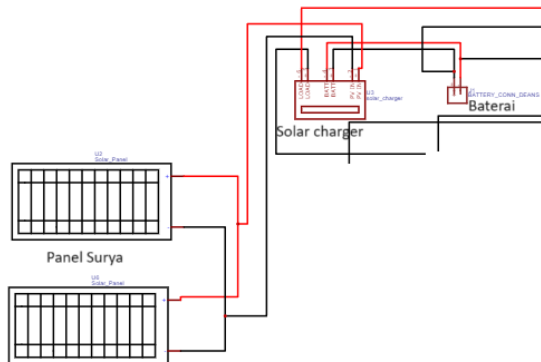 LOAD
LOAD
BATT
BATT
PV IN
PV IN
U3
solar_charger
Solar charger
BATTERY_CONN_DEANS
Baterai
U2
Solar_Panel
+
-
Panel Surya
Solar_Panel
+
-